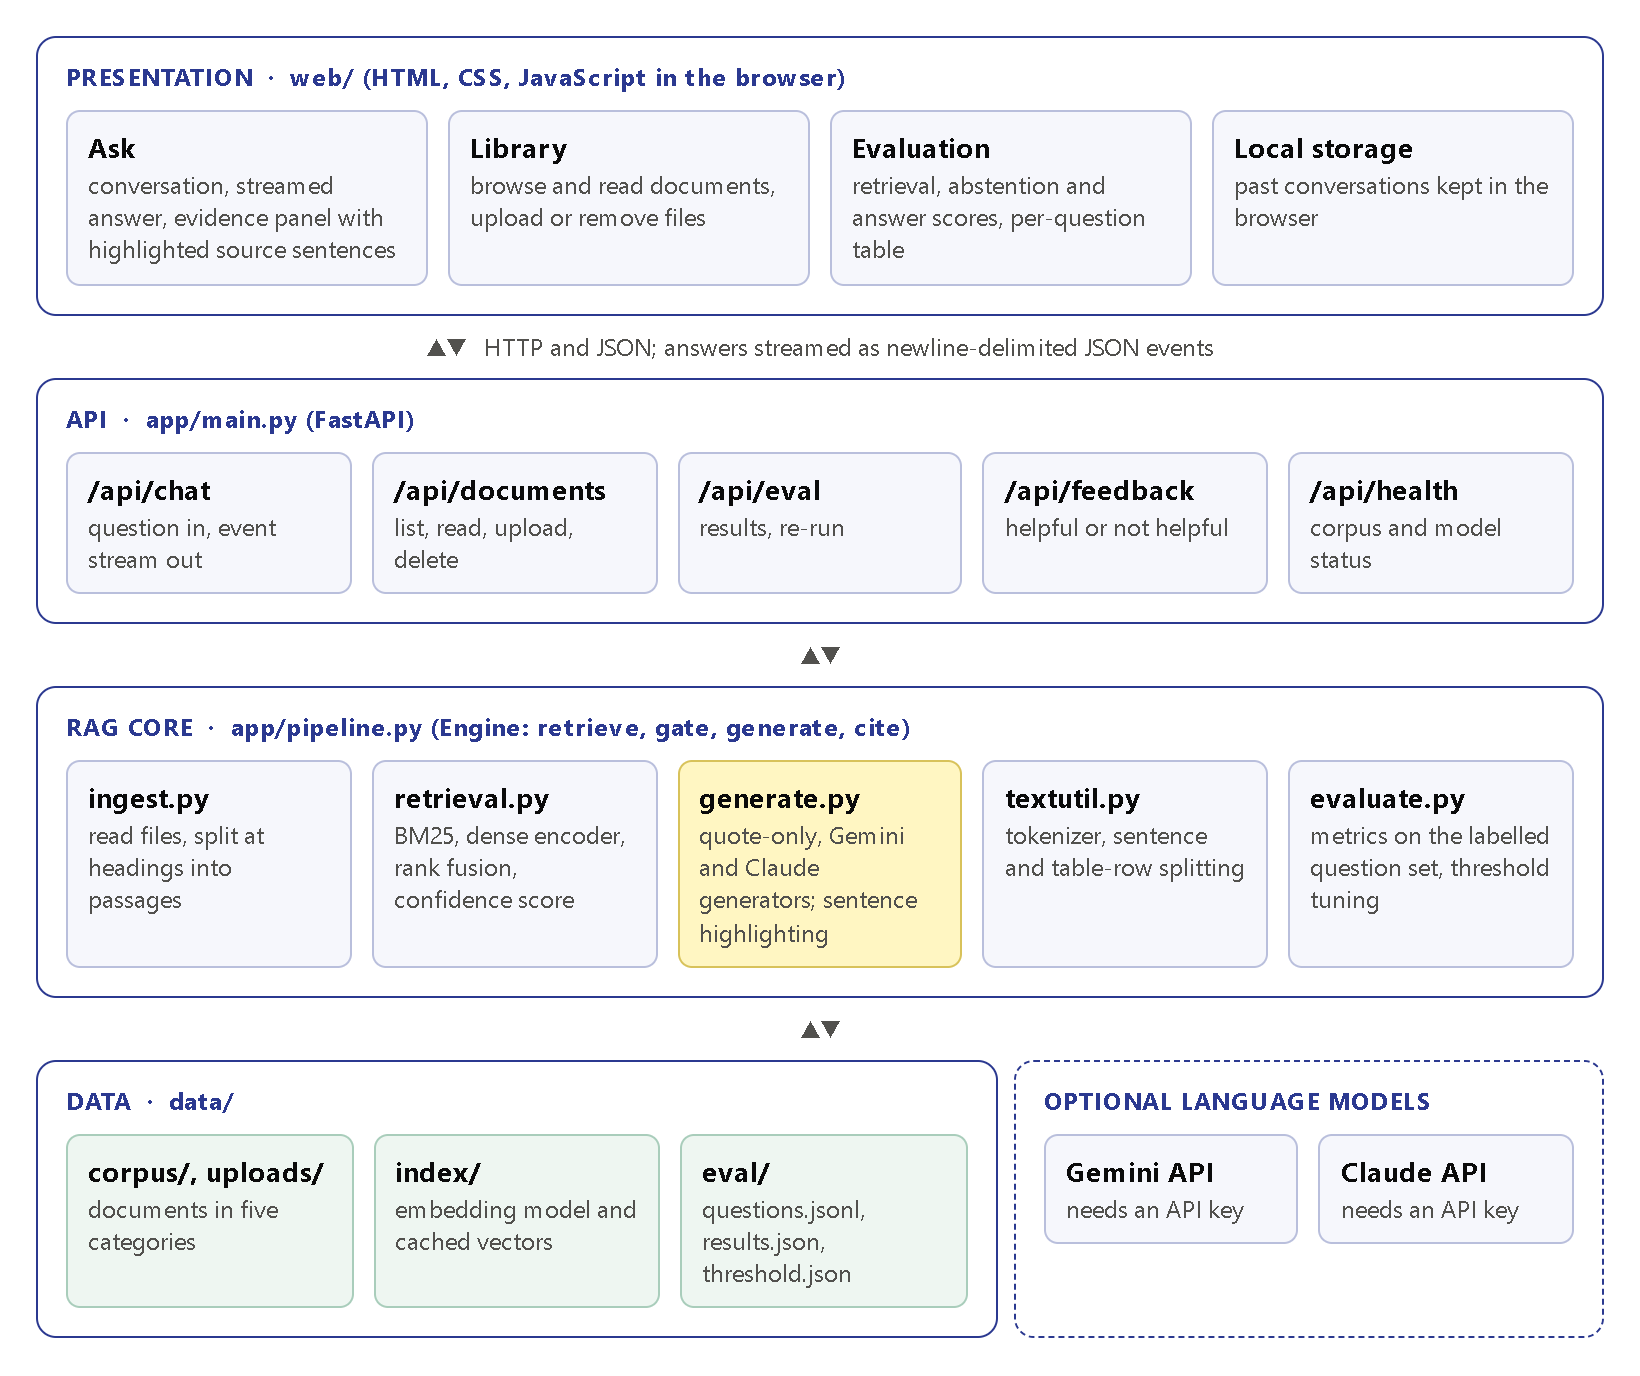 PRESENTATION · web/ (HTML, CSS, JavaScript in the browser)
Ask
conversation, streamed
answer, evidence panel with
highlighted source sentences
Library
browse and read documents,
upload or remove files
Evaluation
retrieval, abstention and
answer scores, per-question
table
Local storage
past conversations kept in the
browser
▲▼ HTTP and JSON; answers streamed as newline-delimited JSON events
API · app/main.py (FastAPI)
/api/chat
question in, event
stream out
/api/documents
list, read, upload,
delete
/api/eval
results, re-run
/api/feedback
helpful or not helpful
/api/health
corpus and model
status
▲▼
RAG CORE · app/pipeline.py (Engine: retrieve, gate, generate, cite)
ingest.py
read files, split at
headings into
passages
retrieval.py
BM25, dense encoder,
rank fusion,
confidence score
generate.py
quote-only, Gemini
and Claude
generators; sentence
highlighting
textutil.py
tokenizer, sentence
and table-row splitting
evaluate.py
metrics on the labelled
question set, threshold
tuning
▲▼
DATA · data/
corpus/, uploads/
documents in five
categories
index/
embedding model and
cached vectors
eval/
questions.jsonl,
results.json,
threshold.json
OPTIONAL LANGUAGE MODELS
Gemini API
needs an API key
Claude API
needs an API key